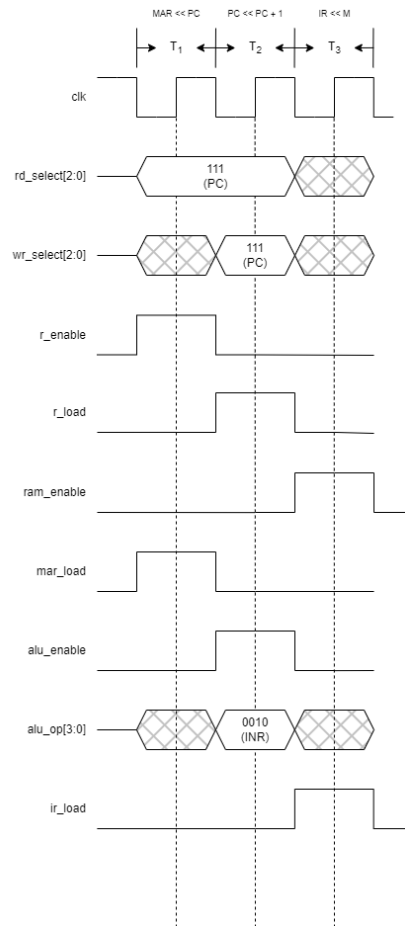 MAR << PC PC << PC + 1 IR << M
T1 T2 T3
clk
rd_select[2:0]
111
(PC)
wr_select[2:0]
111
(PC)
r_enable
r_load
ram_enable
mar_load
alu_enable
alu_op[3:0]
0010
(INR)
ir_load